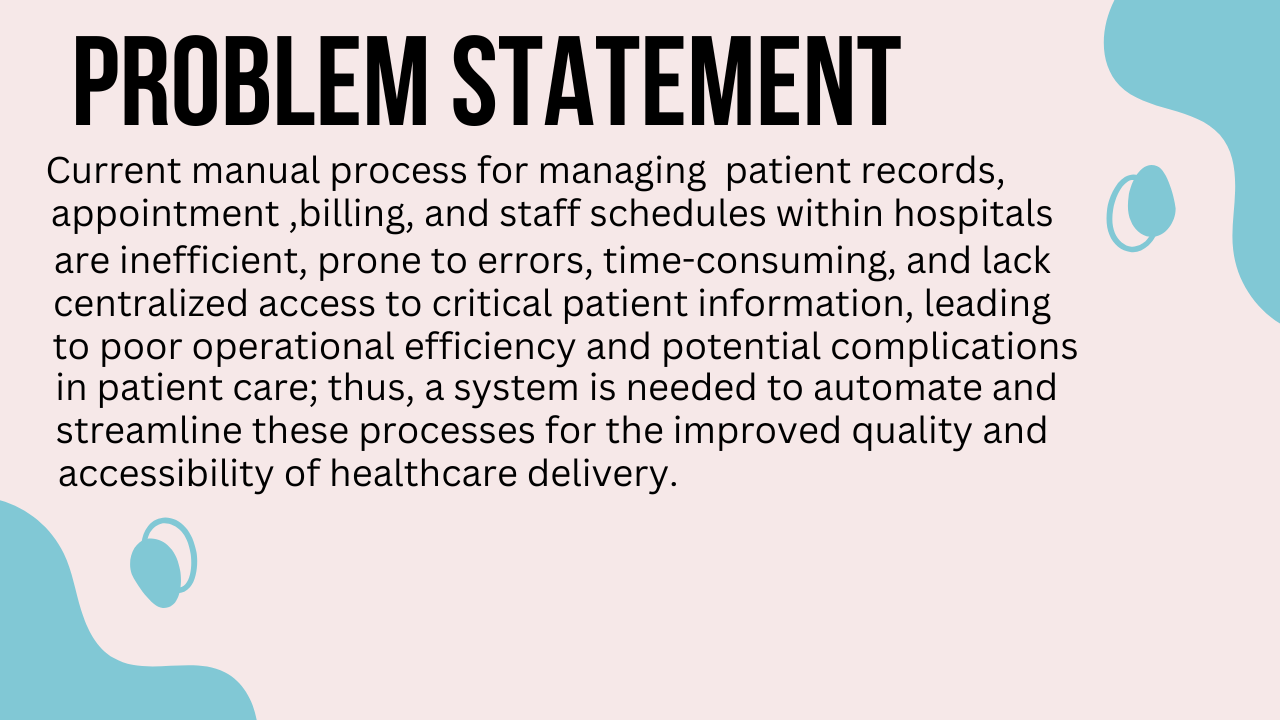 PROBLEM STATEMENT
Current manual process for managing  patient records,
appointment ,billing, and staff schedules within hospitals
are inefficient, prone to errors, time-consuming, and lack
centralized access to critical patient information, leading
to poor operational efficiency and potential complications
in patient care; thus, a system is needed to automate and
streamline these processes for the improved quality and
accessibility of healthcare delivery.